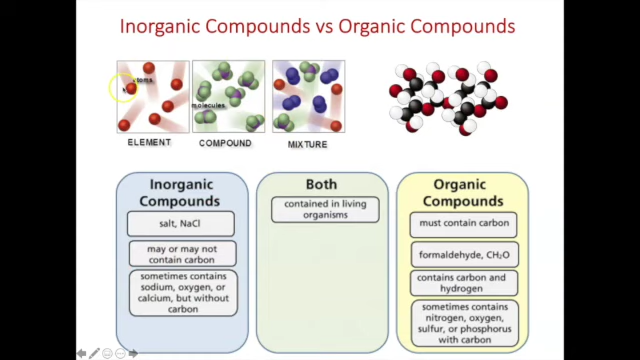 Inorganic Compounds vs Organic Compounds
atoms
molecules
ELEMENT
COMPOUND
MIXTURE
Inorganic
Compounds
salt, NaCl
may or may not
contain carbon
sometimes contains
sodium, oxygen, or
calcium, but without
carbon
Both
contained in living
organisms
Organic
Compounds
must contain carbon
formaldehyde, CH₂O
contains carbon and
hydrogen
sometimes contains
nitrogen, oxygen,
sulfur, or phosphorus
with carbon